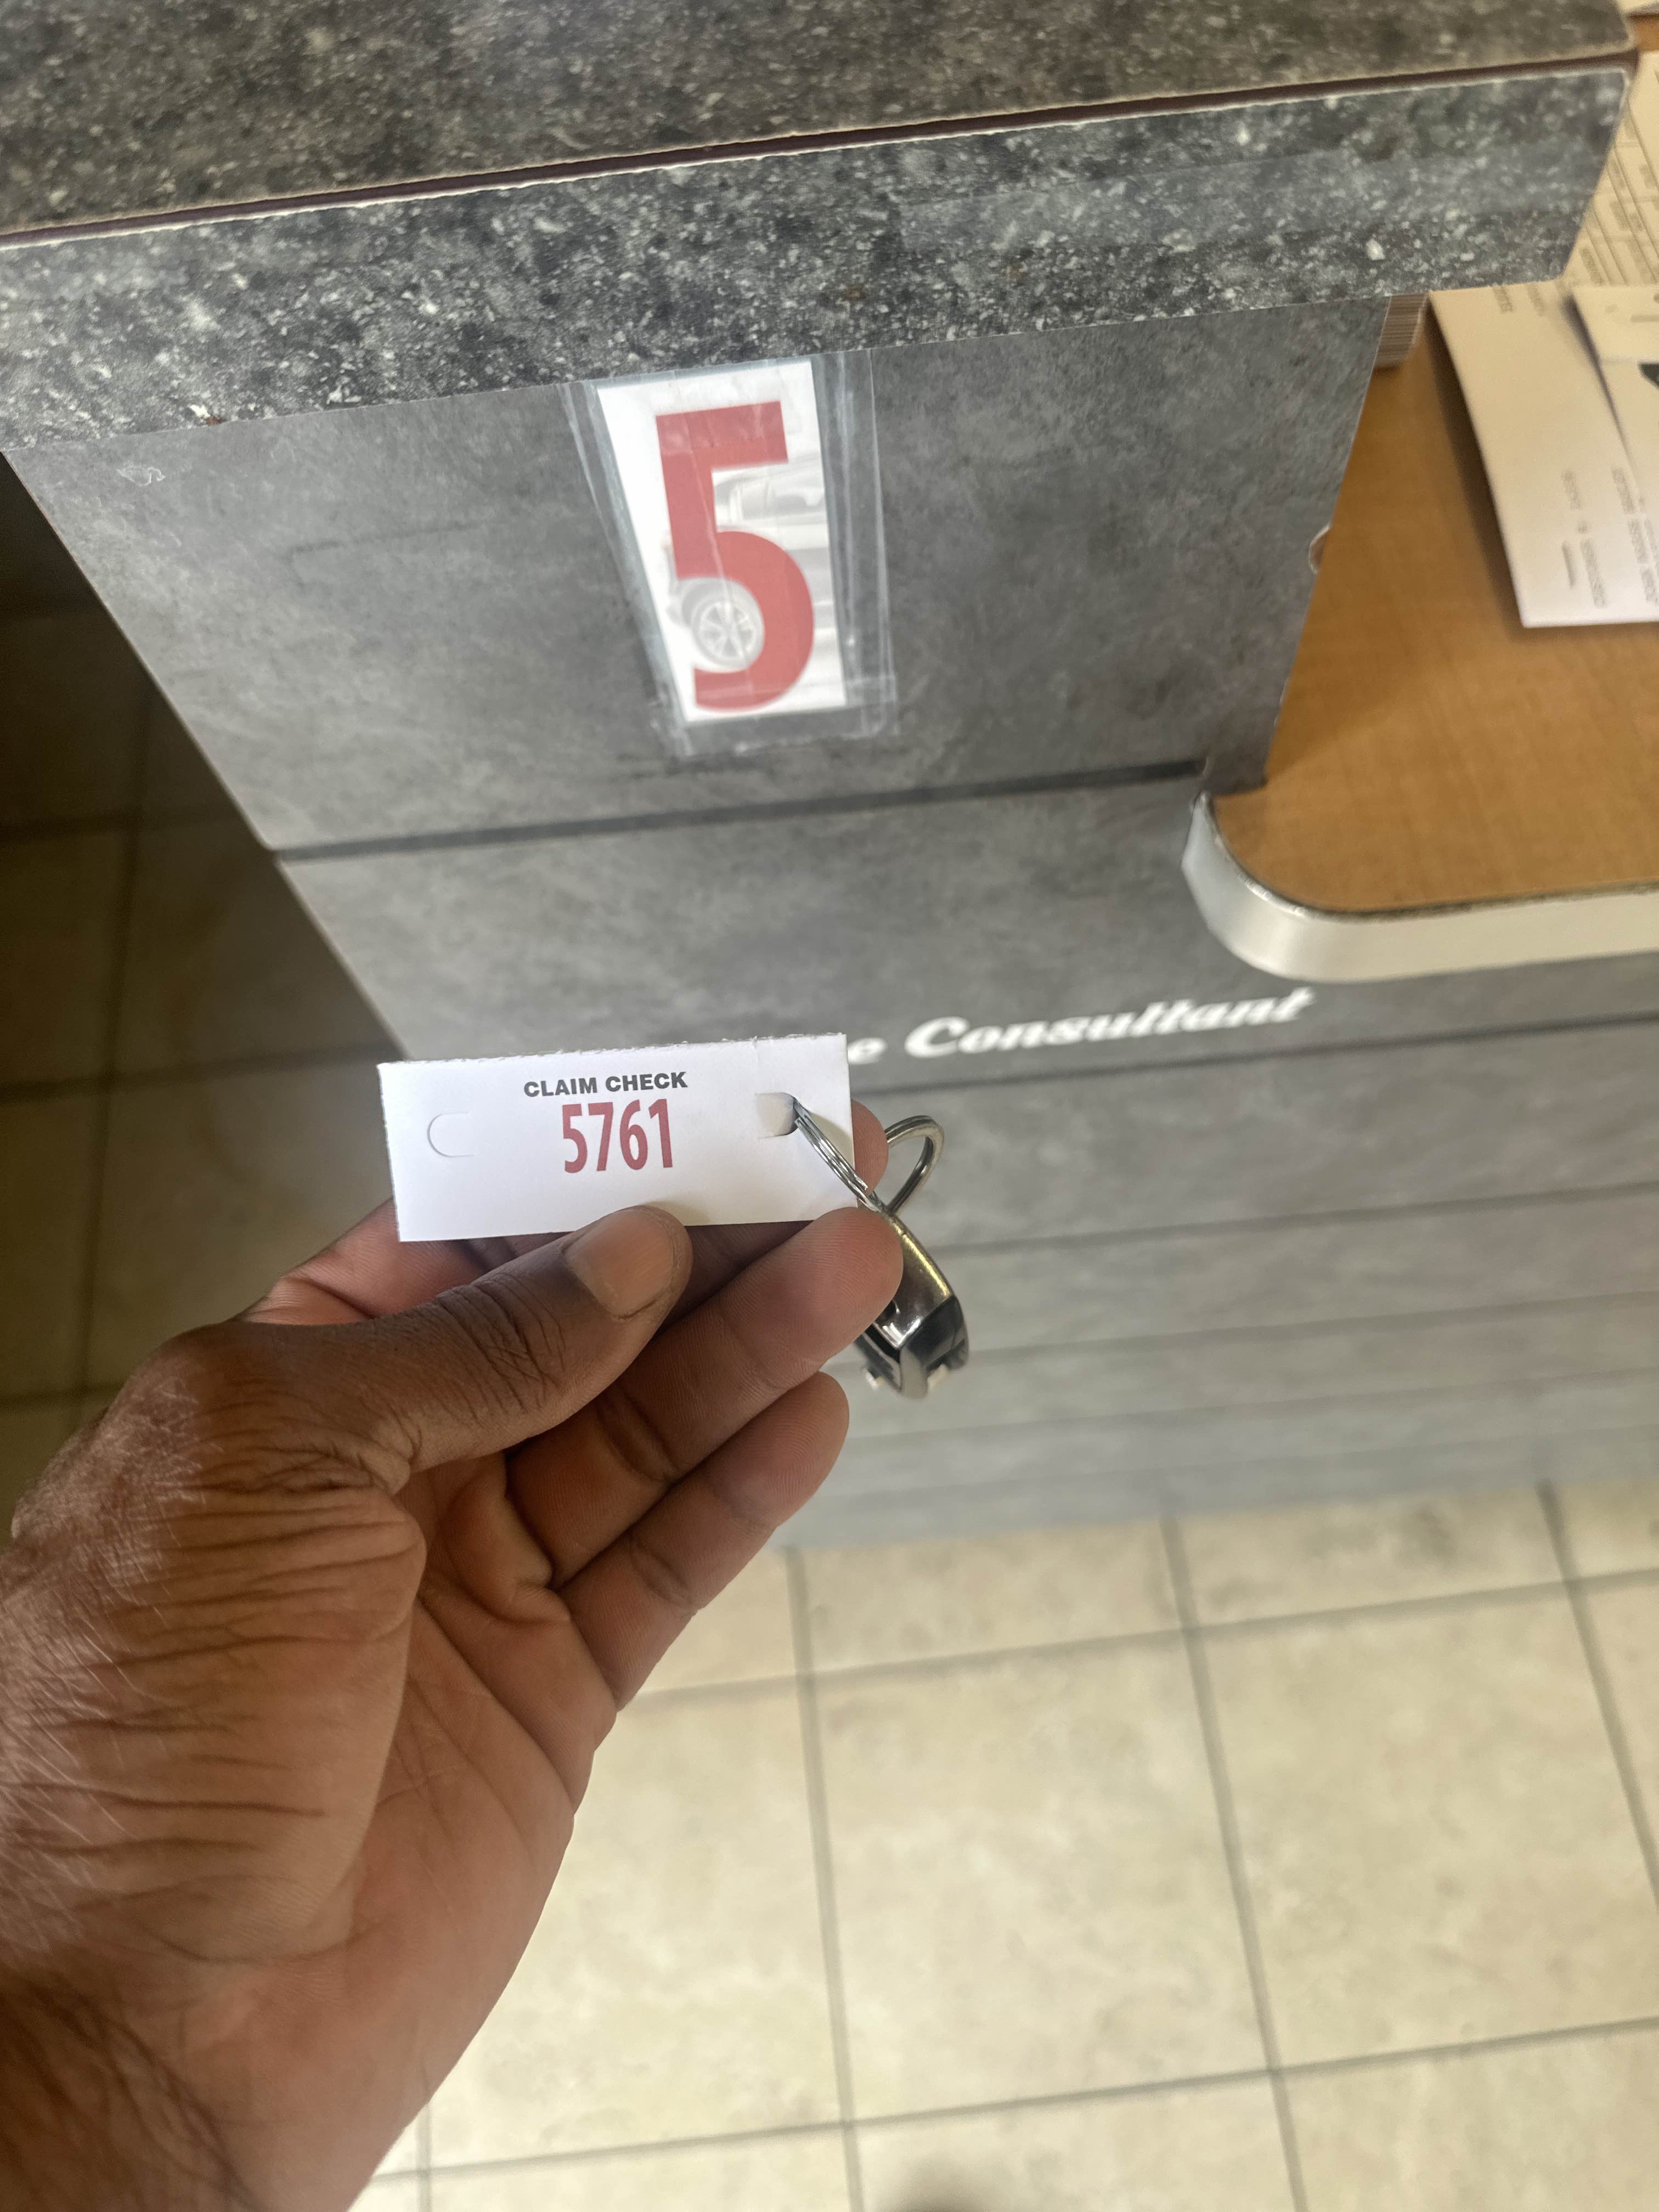 5
e Consultant
CLAIM CHECK
5761